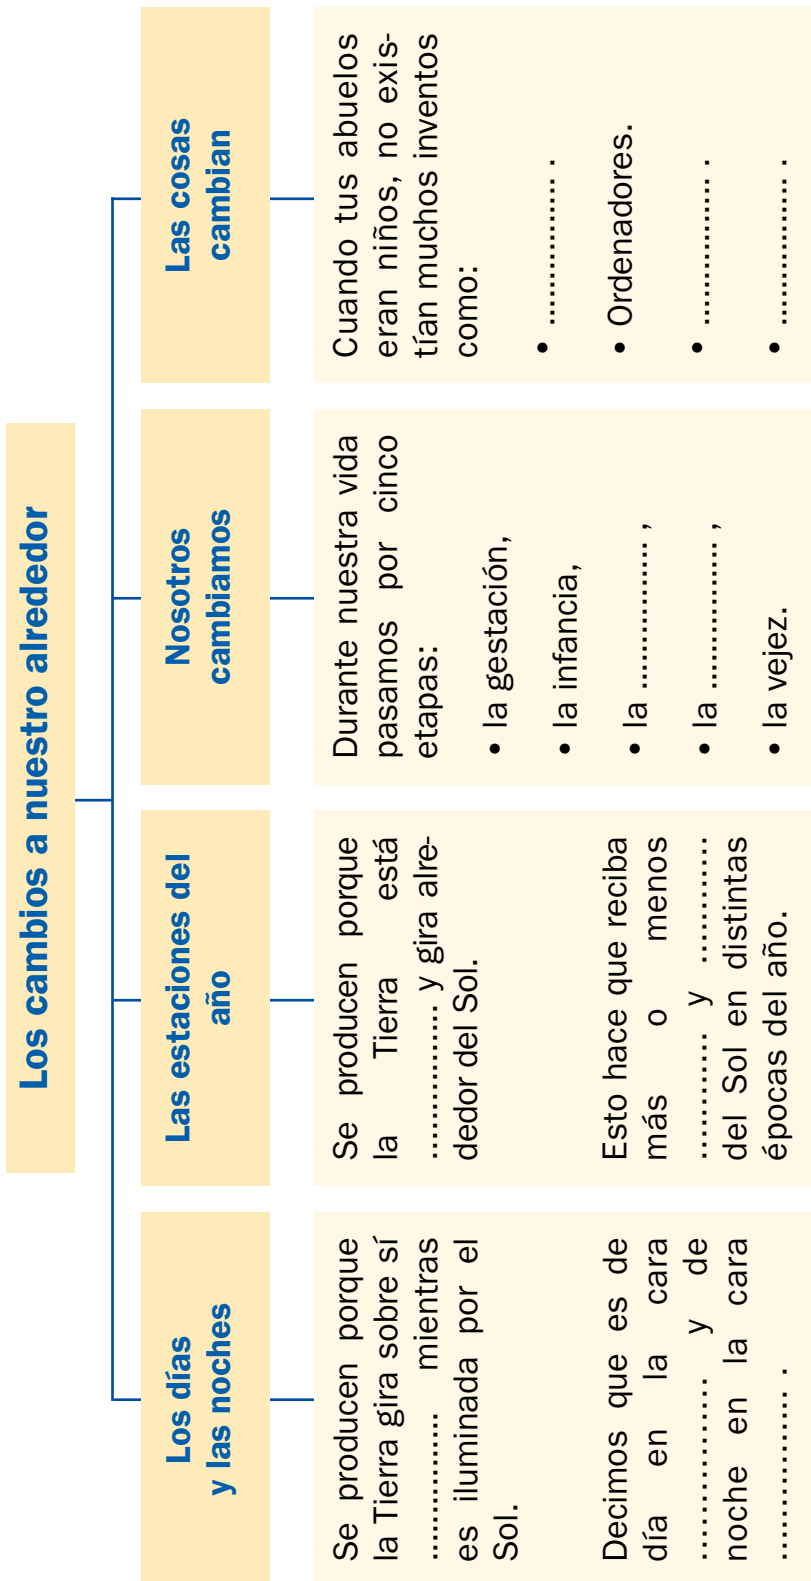 Los cambios a nuestro alrededor
Los días
y las noches
Se producen porque
la Tierra gira sobre sí
.................. mientras
es iluminada por el
Sol.
Decimos que es de
día en la cara
.................. y de
noche en la cara
.................. .
Las estaciones del
año
Se producen porque
la Tierra está
.................. y gira alre-
dedor del Sol.
Esto hace que reciba
más o menos
............. y .............
del Sol en distintas
épocas del año.
Nosotros
cambiamos
Durante nuestra vida
pasamos por cinco
etapas:
• la gestación,
• la infancia,
• la .................... ,
• la .................... ,
• la vejez.
Las cosas
cambian
Cuando tus abuelos
eran niños, no exis-
tían muchos inventos
como:
• .................... .
• Ordenadores.
• .................... .
• .................... .